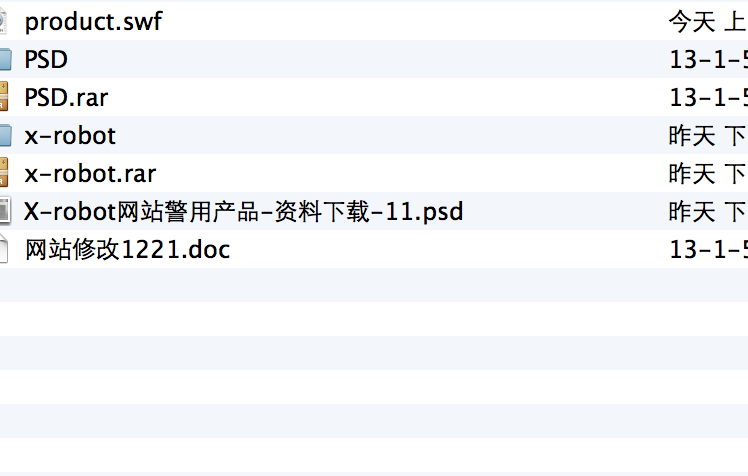 product.swf 今天 上
PSD 13-1-5
PSD.rar 13-1-5
x-robot 昨天 下
x-robot.rar 昨天 下
X-robot网站警用产品-资料下载-11.psd 昨天 下
网站修改1221.doc 13-1-5